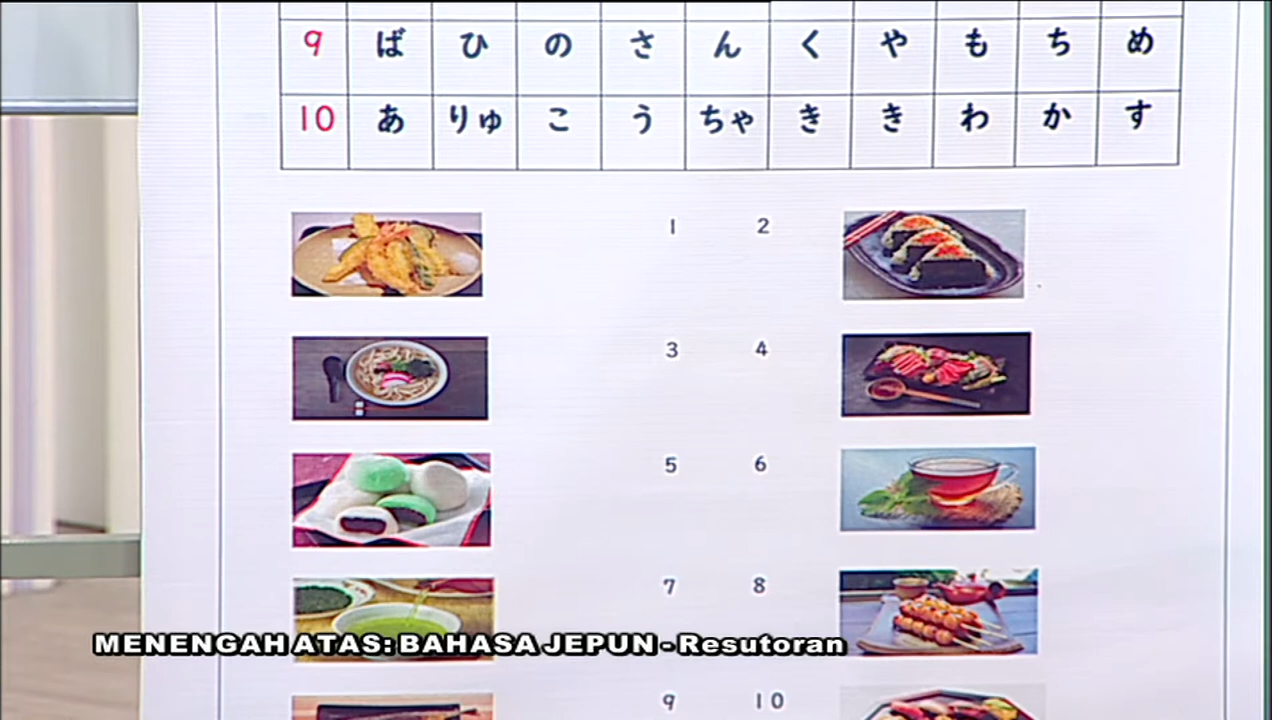 9 ば ひ の さ ん く や も ち め
10 あ りゅ こ う ちゃ き き わ か す
1 2
3 4
5 6
7 8
MENENGAH ATAS: BAHASA JEPUN - Resutoran
9 10